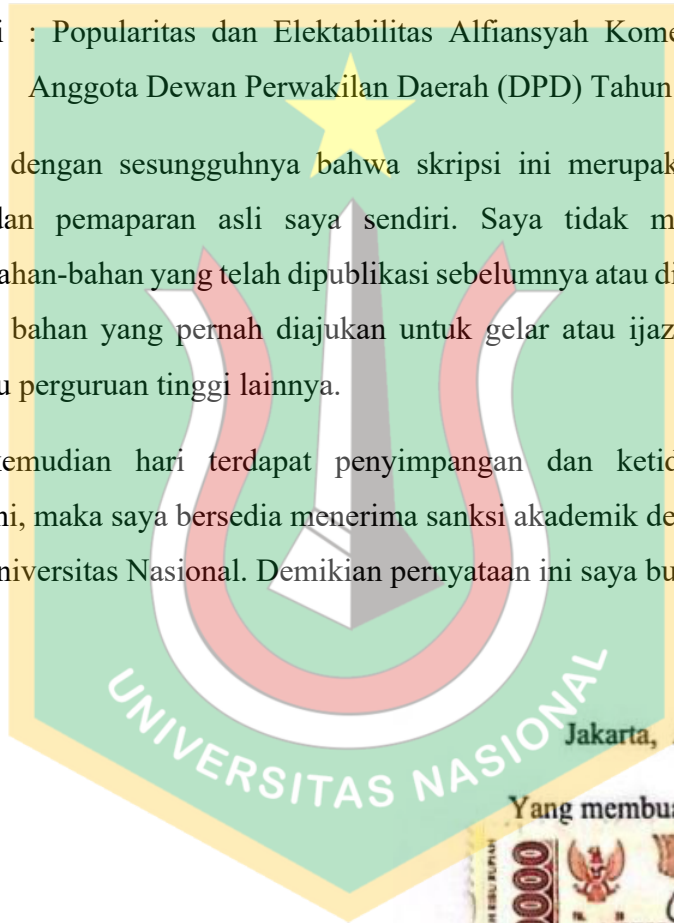 i : Popularitas dan Elektabilitas Alfiansyah Kome
Anggota Dewan Perwakilan Daerah (DPD) Tahun
dengan sesungguhnya bahwa skripsi ini merupak
dan pemaparan asli saya sendiri. Saya tidak m
ahan-bahan yang telah dipublikasi sebelumnya atau di
bahan yang pernah diajukan untuk gelar atau ijaz
u perguruan tinggi lainnya.
kemudian hari terdapat penyimpangan dan ketid
ni, maka saya bersedia menerima sanksi akademik de
niversitas Nasional. Demikian pernyataan ini saya bu
UNIVERSITAS NASIONAL
Jakarta,
Yang membua